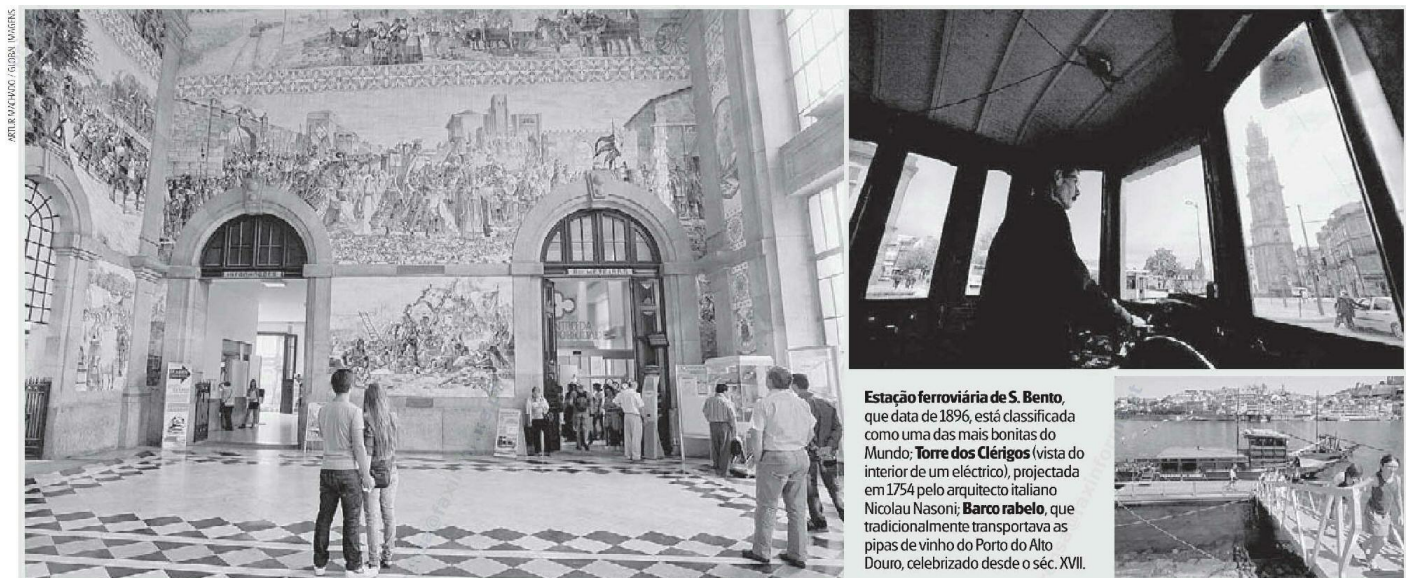 ARTUR MACHADO / GLOBAL IMAGENS
Estação ferroviária de S. Bento,
que data de 1896, está classificada
como uma das mais bonitas do
Mundo; Torre dos Clérigos (vista do
interior de um eléctrico), projectada
em 1754 pelo arquitecto italiano
Nicolau Nasoni; Barco rabelo, que
tradicionalmente transportava as
pipas de vinho do Porto do Alto
Douro, celebrizado desde o séc. XVII.